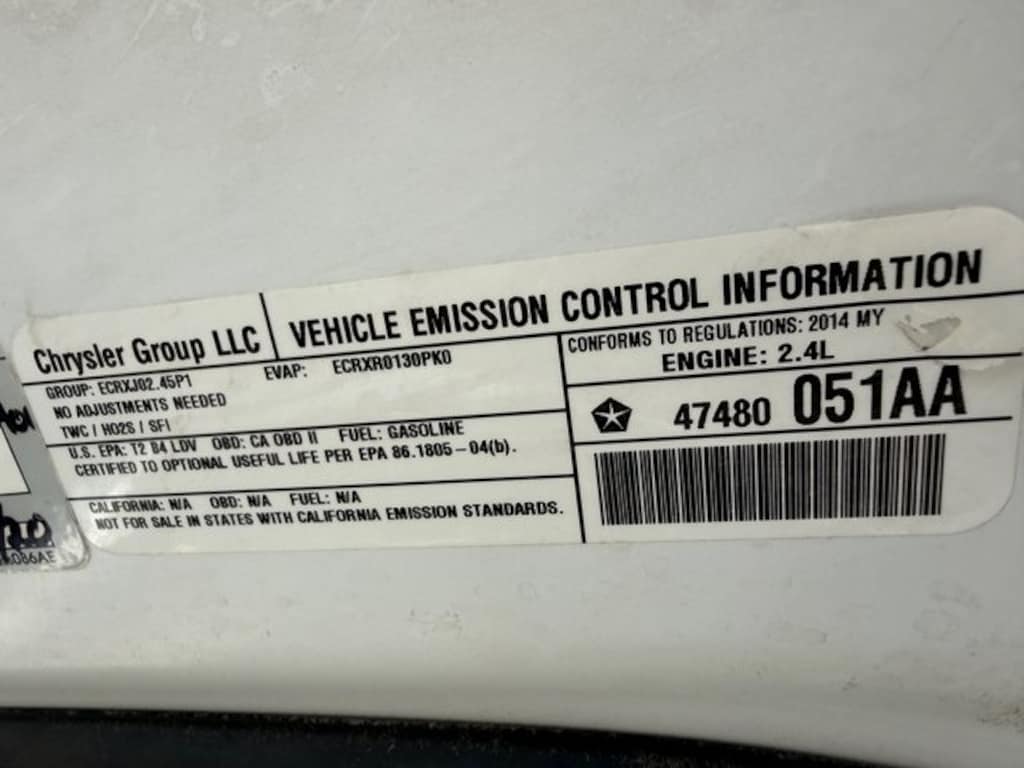 Chrysler Group LLC
VEHICLE EMISSION CONTROL INFORMATION
GROUP: ECRXJ02.45P1 EVAP: ECRXR0130PK0
NO ADJUSTMENTS NEEDED
TWC / HO2S / SFI
U.S. EPA: T2 B4 LDV OBD: CA OBD II FUEL: GASOLINE
CERTIFIED TO OPTIONAL USEFUL LIFE PER EPA 86.1805-04(b).
CALIFORNIA: N/A OBD: N/A FUEL: N/A
NOT FOR SALE IN STATES WITH CALIFORNIA EMISSION STANDARDS.
CONFORMS TO REGULATIONS: 2014 MY
ENGINE: 2.4L
47480 051AA
086AE